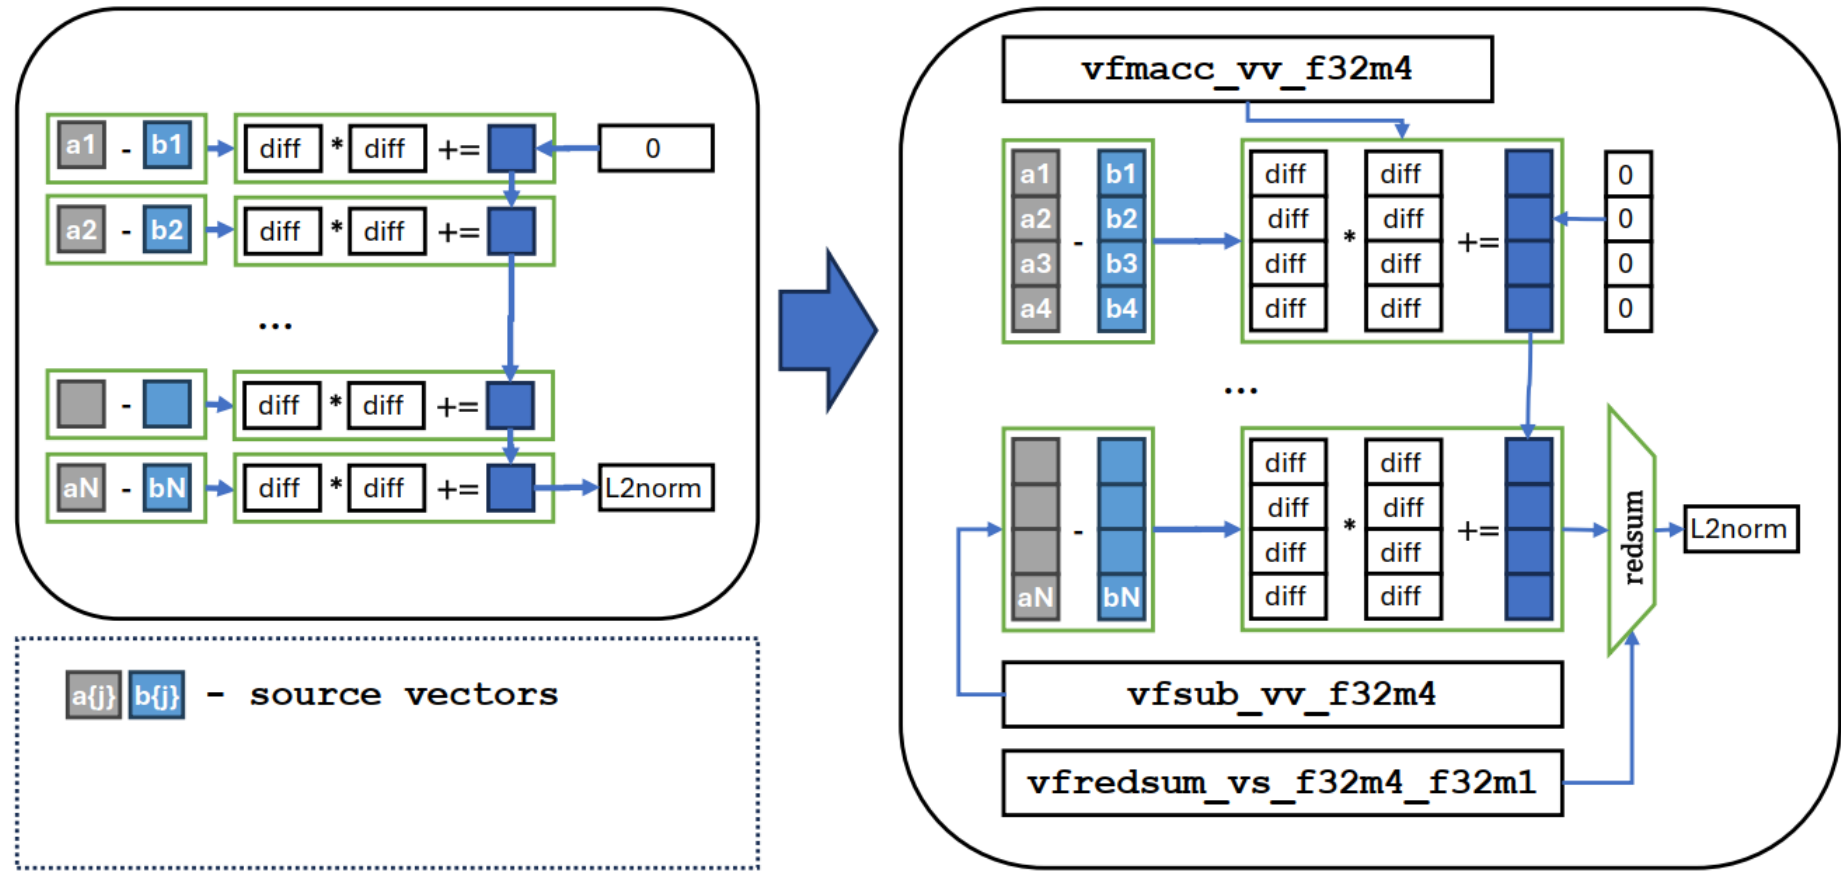 a1 - b1 diff * diff += 0
a2 - b2 diff * diff +=
...
- diff * diff +=
aN - bN diff * diff += L2norm
a{j} b{j} - source vectors
vfmacc_vv_f32m4
a1 b1 diff diff 0
a2 b2 diff diff 0
- * +=
a3 b3 diff diff 0
a4 b4 diff diff 0
...
diff diff
diff diff
- * += redsum L2norm
diff diff
aN bN diff diff
vfsub_vv_f32m4
vfredsum_vs_f32m4_f32m1